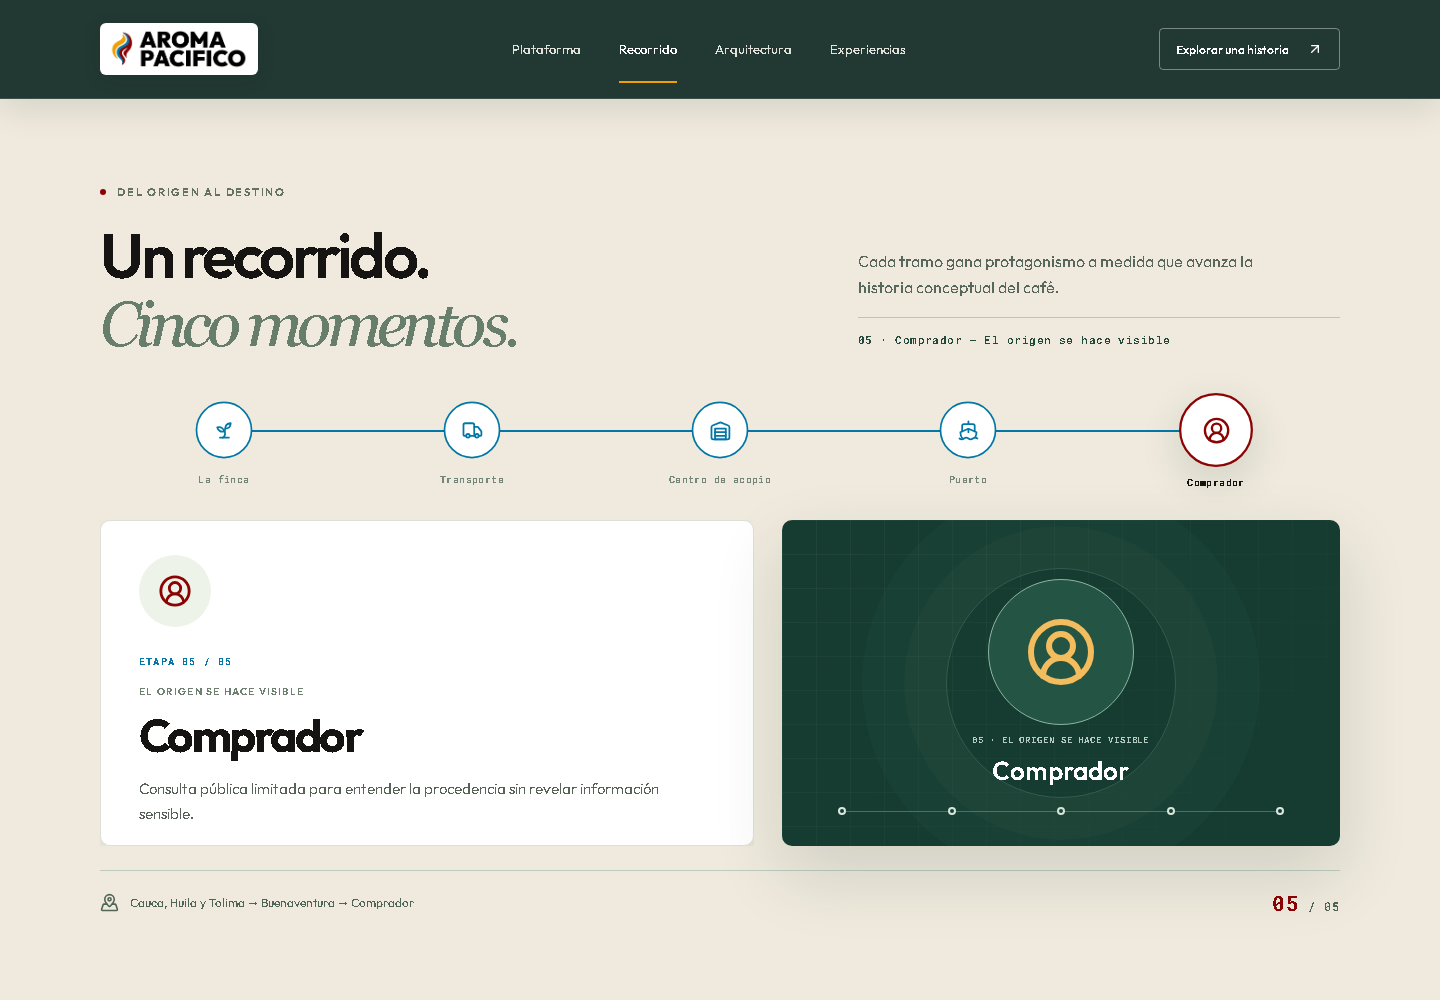 AROMA
PACIFICO
Plataforma
Recorrido
Arquitectura
Experiencias
Explorar una historia
DEL ORIGEN AL DESTINO
Un recorrido.
Cinco momentos.
Cada tramo gana protagonismo a medida que avanza la
historia conceptual del café.
05 · Comprador — El origen se hace visible
La finca
Transporte
Centro de acopio
Puerto
Comprador
ETAPA 05 / 05
EL ORIGEN SE HACE VISIBLE
Comprador
Consulta pública limitada para entender la procedencia sin revelar información
sensible.
05 · EL ORIGEN SE HACE VISIBLE
Comprador
Cauca, Huila y Tolima → Buenaventura → Comprador
05 / 05